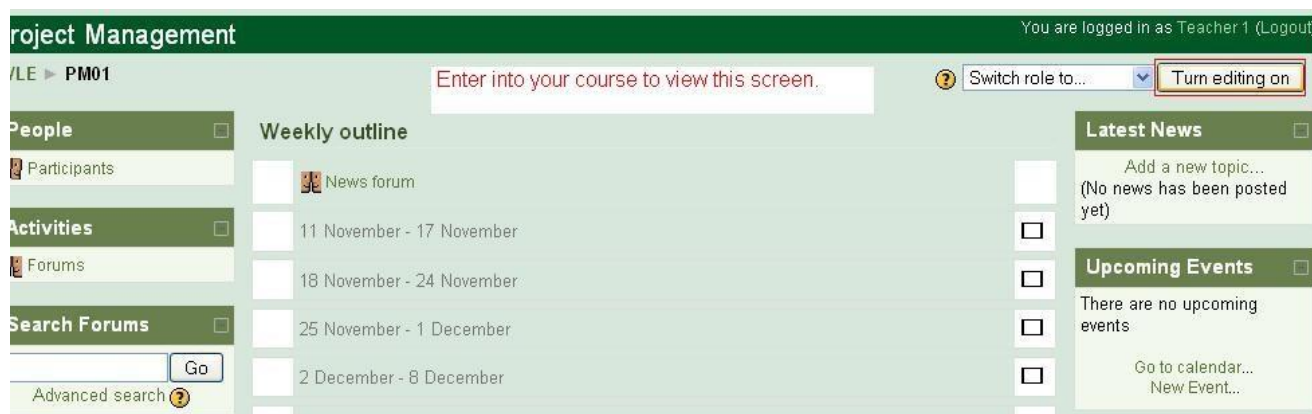 roject Management
You are logged in as Teacher 1 (Logout
/LE ► PM01
Enter into your course to view this screen.
Switch role to...
Turn editing on
People
Participants
Activities
Forums
Search Forums
Go
Advanced search
Weekly outline
News forum
11 November - 17 November
18 November - 24 November
25 November - 1 December
2 December - 8 December
Latest News
Add a new topic...
(No news has been posted
yet)
Upcoming Events
There are no upcoming
events
Go to calendar...
New Event...